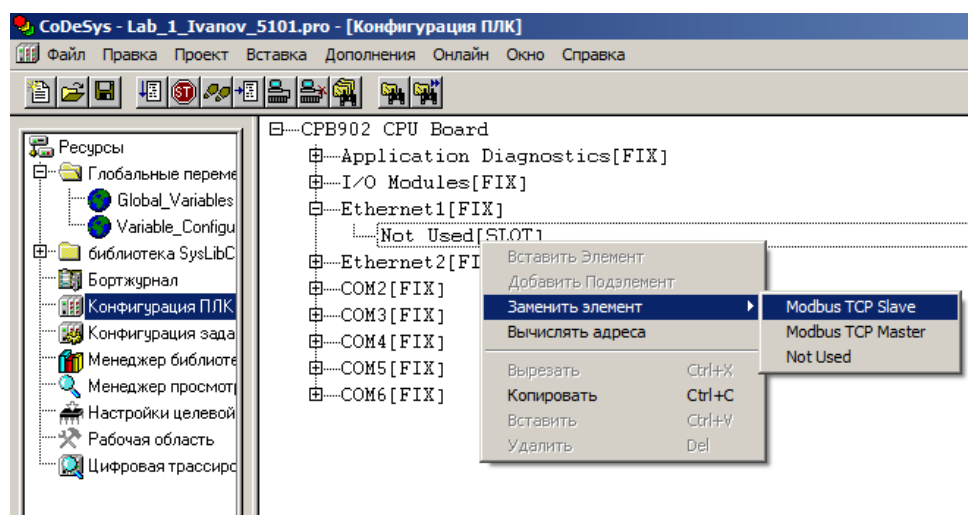 CoDeSys - Lab_1_Ivanov_5101.pro - [Конфигурация ПЛК]
Файл Правка Проект Вставка Дополнения Онлайн Окно Справка
Ресурсы
Глобальные переме
Global_Variables
Variable_Configu
библиотека SysLibC
Бортжурнал
Конфигурация ПЛК
Конфигурация зада
Менеджер библиоте
Менеджер просмот
Настройки целевой
Рабочая область
Цифровая трассиро
CPB902 CPU Board
Application Diagnostics[FIX]
I/O Modules[FIX]
Ethernet1[FIX]
Not Used[SLOT]
Ethernet2[FI
COM2[FIX]
COM3[FIX]
COM4[FIX]
COM5[FIX]
COM6[FIX]
Вставить Элемент
Добавить Подэлемент
Заменить элемент
Вычислять адреса
Вырезать Ctrl+X
Копировать Ctrl+C
Вставить Ctrl+V
Удалить Del
Modbus TCP Slave
Modbus TCP Master
Not Used